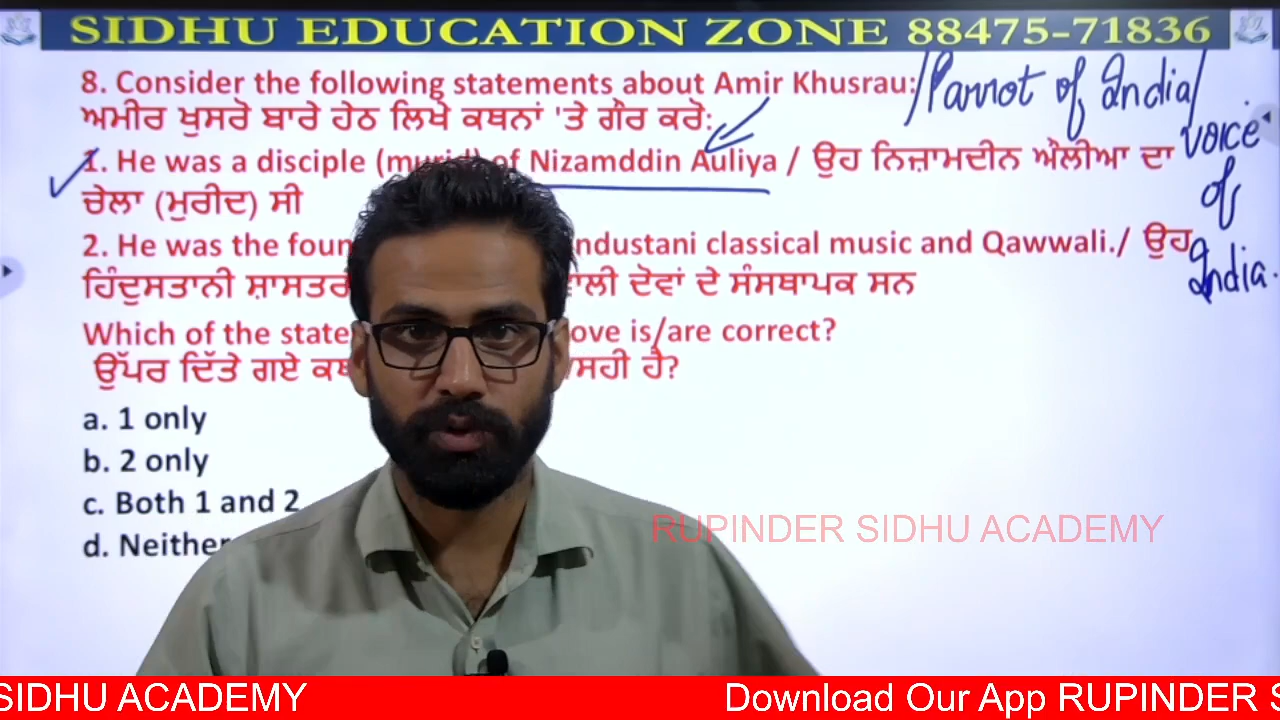 SIDHU EDUCATION ZONE 88475-71836
8. Consider the following statements about Amir Khusrau:
/Parrot of India/
ਅਮੀਰ ਖੁਸਰੋ ਬਾਰੇ ਹੇਠ ਲਿਖੇ ਕਥਨਾਂ 'ਤੇ ਗੌਰ ਕਰੋ:
voice
of
India.
1. He was a disciple (murid) of Nizamddin Auliya / ਉਹ ਨਿਜ਼ਾਮਦੀਨ ਔਲੀਆ ਦਾ
ਚੇਲਾ (ਮੁਰੀਦ) ਸੀ
2. He was the foun ndustani classical music and Qawwali./ ਉਹ
ਹਿੰਦੁਸਤਾਨੀ ਸ਼ਾਸਤਰੀ ਵਾਲੀ ਦੋਵਾਂ ਦੇ ਸੰਸਥਾਪਕ ਸਨ
Which of the state ove is/are correct?
ਉੱਪਰ ਦਿੱਤੇ ਗਏ ਕਥ ਸਹੀ ਹੈ?
a. 1 only
b. 2 only
c. Both 1 and 2
d. Neither
RUPINDER SIDHU ACADEMY
SIDHU ACADEMY
Download Our App RUPINDER S